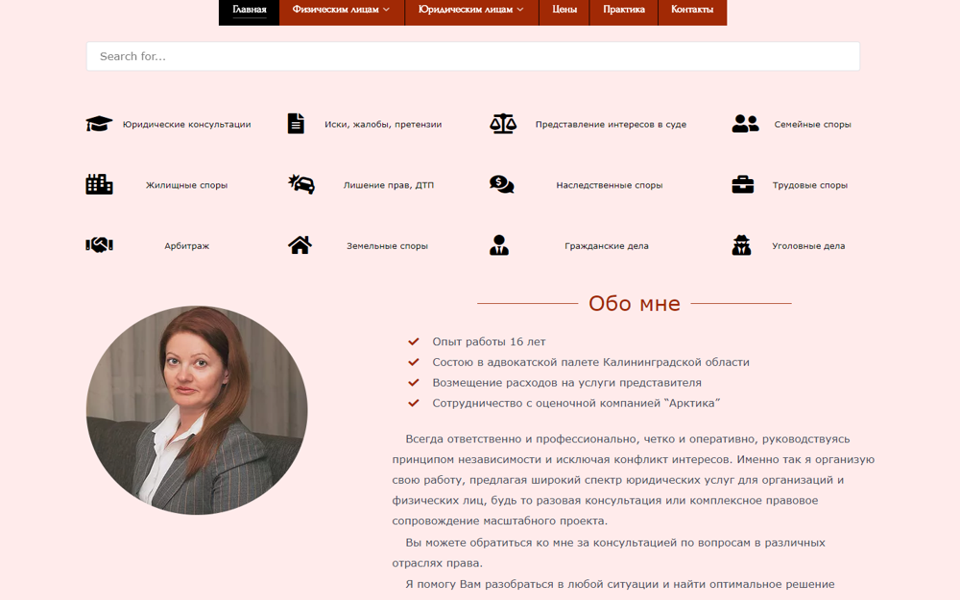 Главная Физическим лицам Юридическим лицам Цены Практика Контакты
Search for...
Юридические консультации Иски, жалобы, претензии Представление интересов в суде Семейные споры
Жилищные споры Лишение прав, ДТП Наследственные споры Трудовые споры
Арбитраж Земельные споры Гражданские дела Уголовные дела
Обо мне
Опыт работы 16 лет
Состою в адвокатской палете Калининградской области
Возмещение расходов на услуги представителя
Сотрудничество с оценочной компанией “Арктика”
Всегда ответственно и профессионально, четко и оперативно, руководствуясь
принципом независимости и исключая конфликт интересов. Именно так я организую
свою работу, предлагая широкий спектр юридических услуг для организаций и
физических лиц, будь то разовая консультация или комплексное правовое
сопровождение масштабного проекта.
Вы можете обратиться ко мне за консультацией по вопросам в различных
отраслях права.
Я помогу Вам разобраться в любой ситуации и найти оптимальное решение